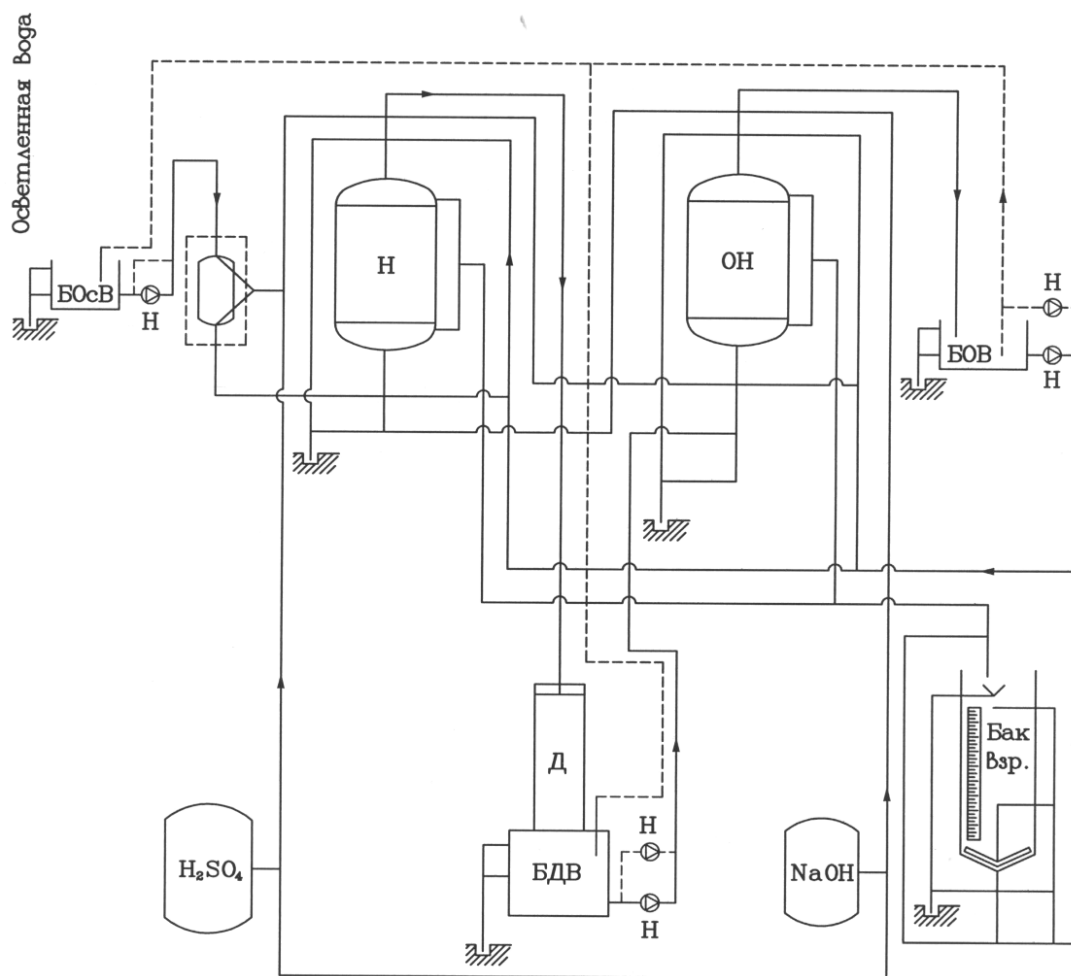 Осветленная вода
БОсВ
Н
Н
ОН
БОВ
Н
Н
H₂SO₄
Д
БДВ
Н
Н
NaOH
Бак
взр.